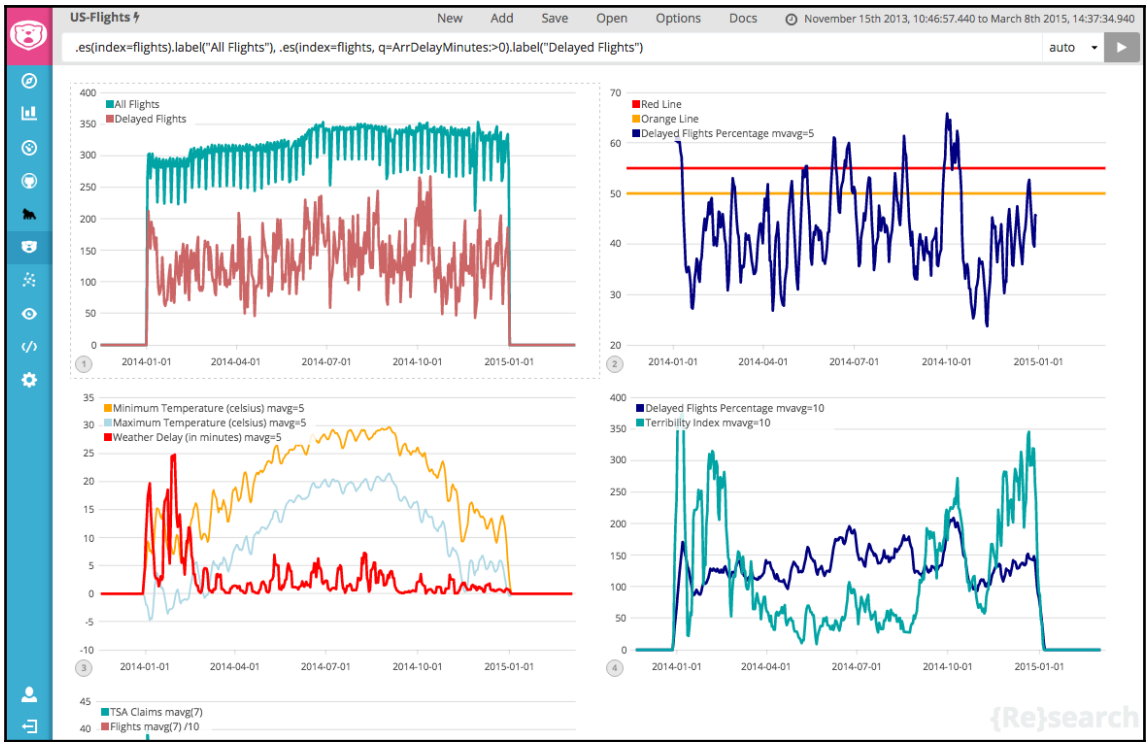 US-Flights
New Add Save Open Options Docs November 15th 2013, 10:46:57.440 to March 8th 2015, 14:37:34.940
.es(index=flights).label("All Flights"), .es(index=flights, q=ArrDelayMinutes:>0).label("Delayed Flights") auto
400
350
300
250
200
150
100
50
0
All Flights
Delayed Flights
1
2014-01-01 2014-04-01 2014-07-01 2014-10-01 2015-01-01
70
60
50
40
30
20
Red Line
Orange Line
Delayed Flights Percentage mvavg=5
2
2014-01-01 2014-04-01 2014-07-01 2014-10-01 2015-01-01
35
30
25
20
15
10
5
0
-5
-10
Minimum Temperature (celsius) mavg=5
Maximum Temperature (celsius) mavg=5
Weather Delay (in minutes) mavg=5
3
2014-01-01 2014-04-01 2014-07-01 2014-10-01 2015-01-01
400
350
300
250
200
150
100
50
0
Delayed Flights Percentage mvavg=10
Terribility Index mvavg=10
4
2014-01-01 2014-04-01 2014-07-01 2014-10-01 2015-01-01
45
40
TSA Claims mavg(7)
Flights mavg(7) /10
{Re}search